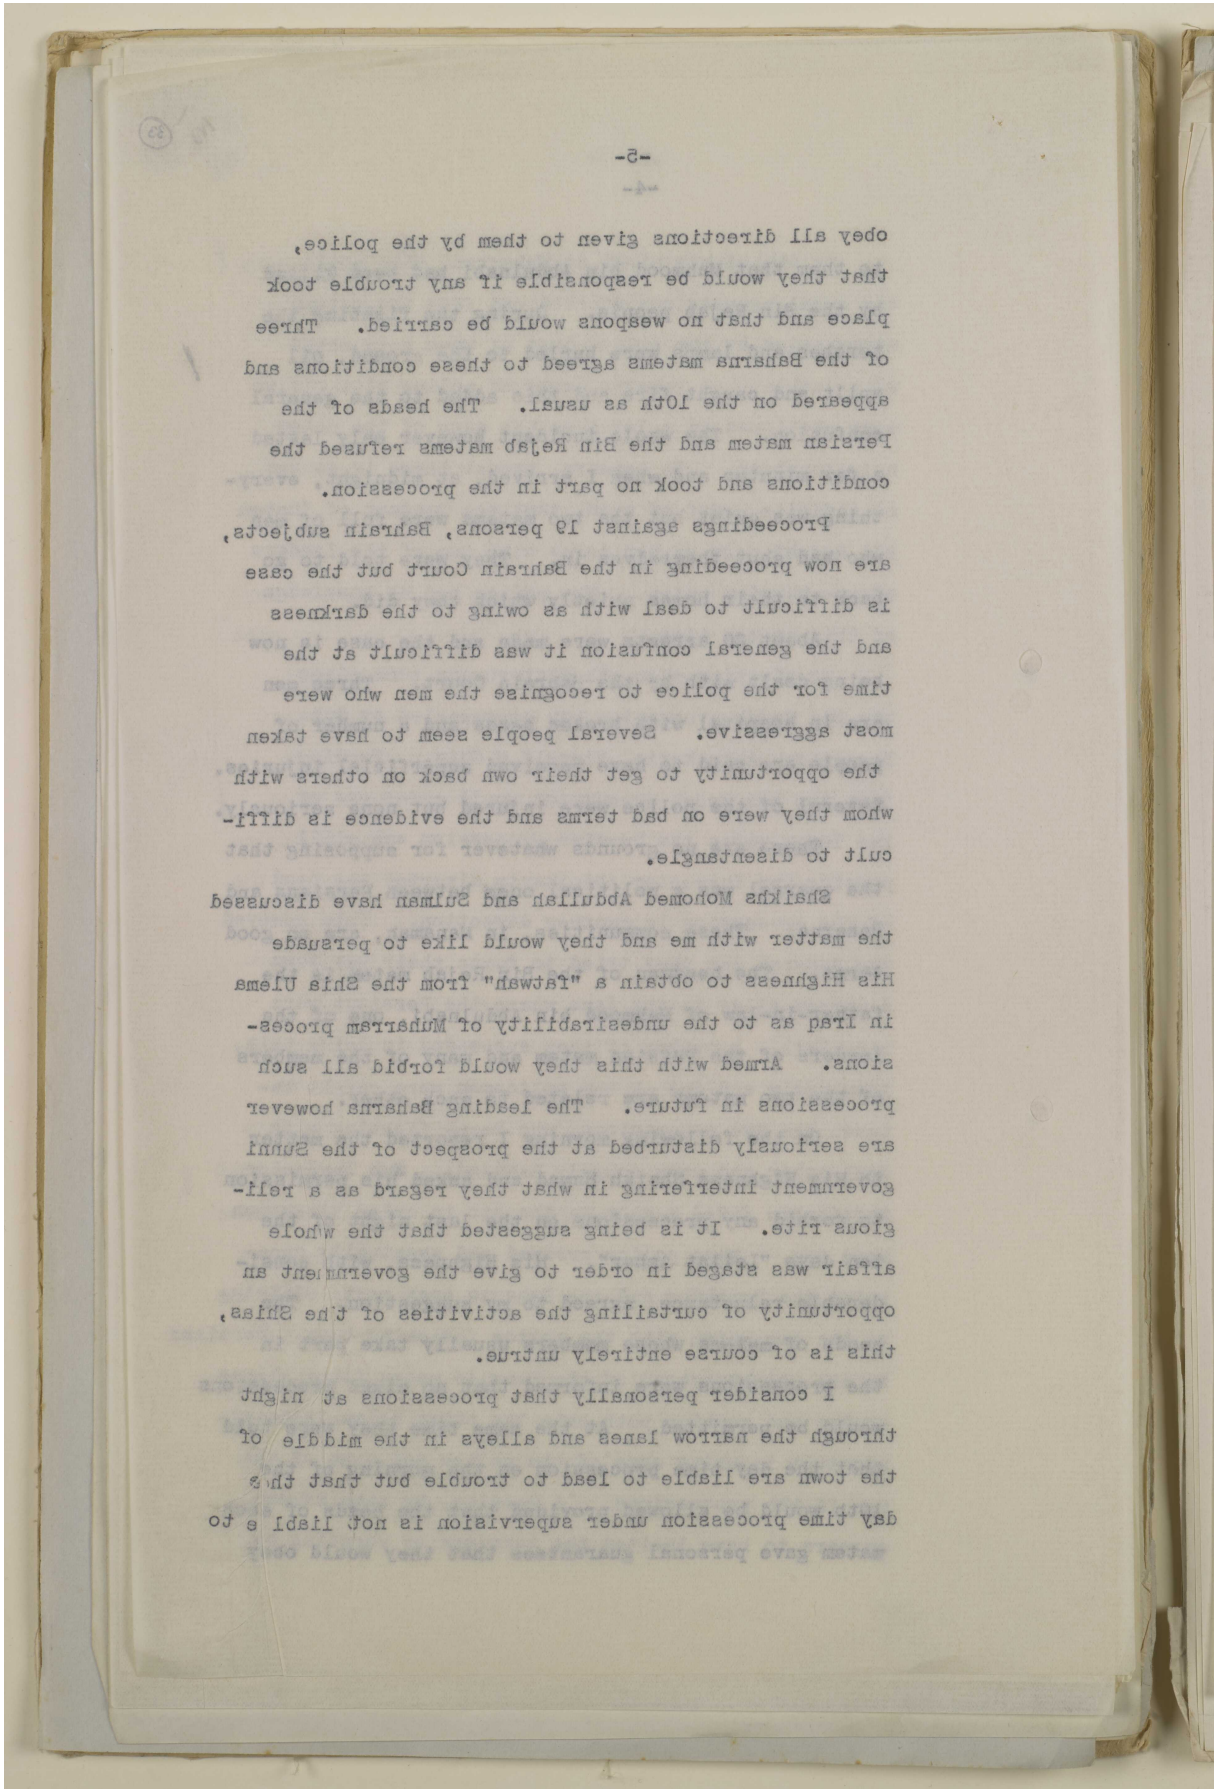 33
-5-
-4-
obey all directions given to them by the police,
that they would be responsible if any trouble took
place and that no weapons would be carried. Three
of the Baharna matems agreed to these conditions and
appeared on the 10th as usual. The heads of the
Persian matem and the Bin Rejab matems refused the
conditions and took no part in the procession.
Proceedings against 19 persons, Bahrain subjects,
are now proceeding in the Bahrain Court but the case
is difficult to deal with as owing to the darkness
and the general confusion it was difficult at the
time for the police to recognise the men who were
most aggressive. Several people seem to have taken
the opportunity to get their own back on others with
whom they were on bad terms and the evidence is diffi-
cult to disentangle.
Shaikhs Mohomed Abdullah and Sulman have discussed
the matter with me and they would like to persuade
His Highness to obtain a "fatwah" from the Shia Ulema
in Iraq as to the undesirability of Muharram proces-
sions. Armed with this they would forbid all such
processions in future. The leading Baharna however
are seriously disturbed at the prospect of the Sunni
government interfering in what they regard as a reli-
gious rite. It is being suggested that the whole
affair was staged in order to give the government an
opportunity of curtailing the activities of the Shias,
this is of course entirely untrue.
I consider personally that processions at night
through the narrow lanes and alleys in the middle of
the town are liable to lead to trouble but that the
day time procession under supervision is not liable to
matem gave personal guarantees that they would obey